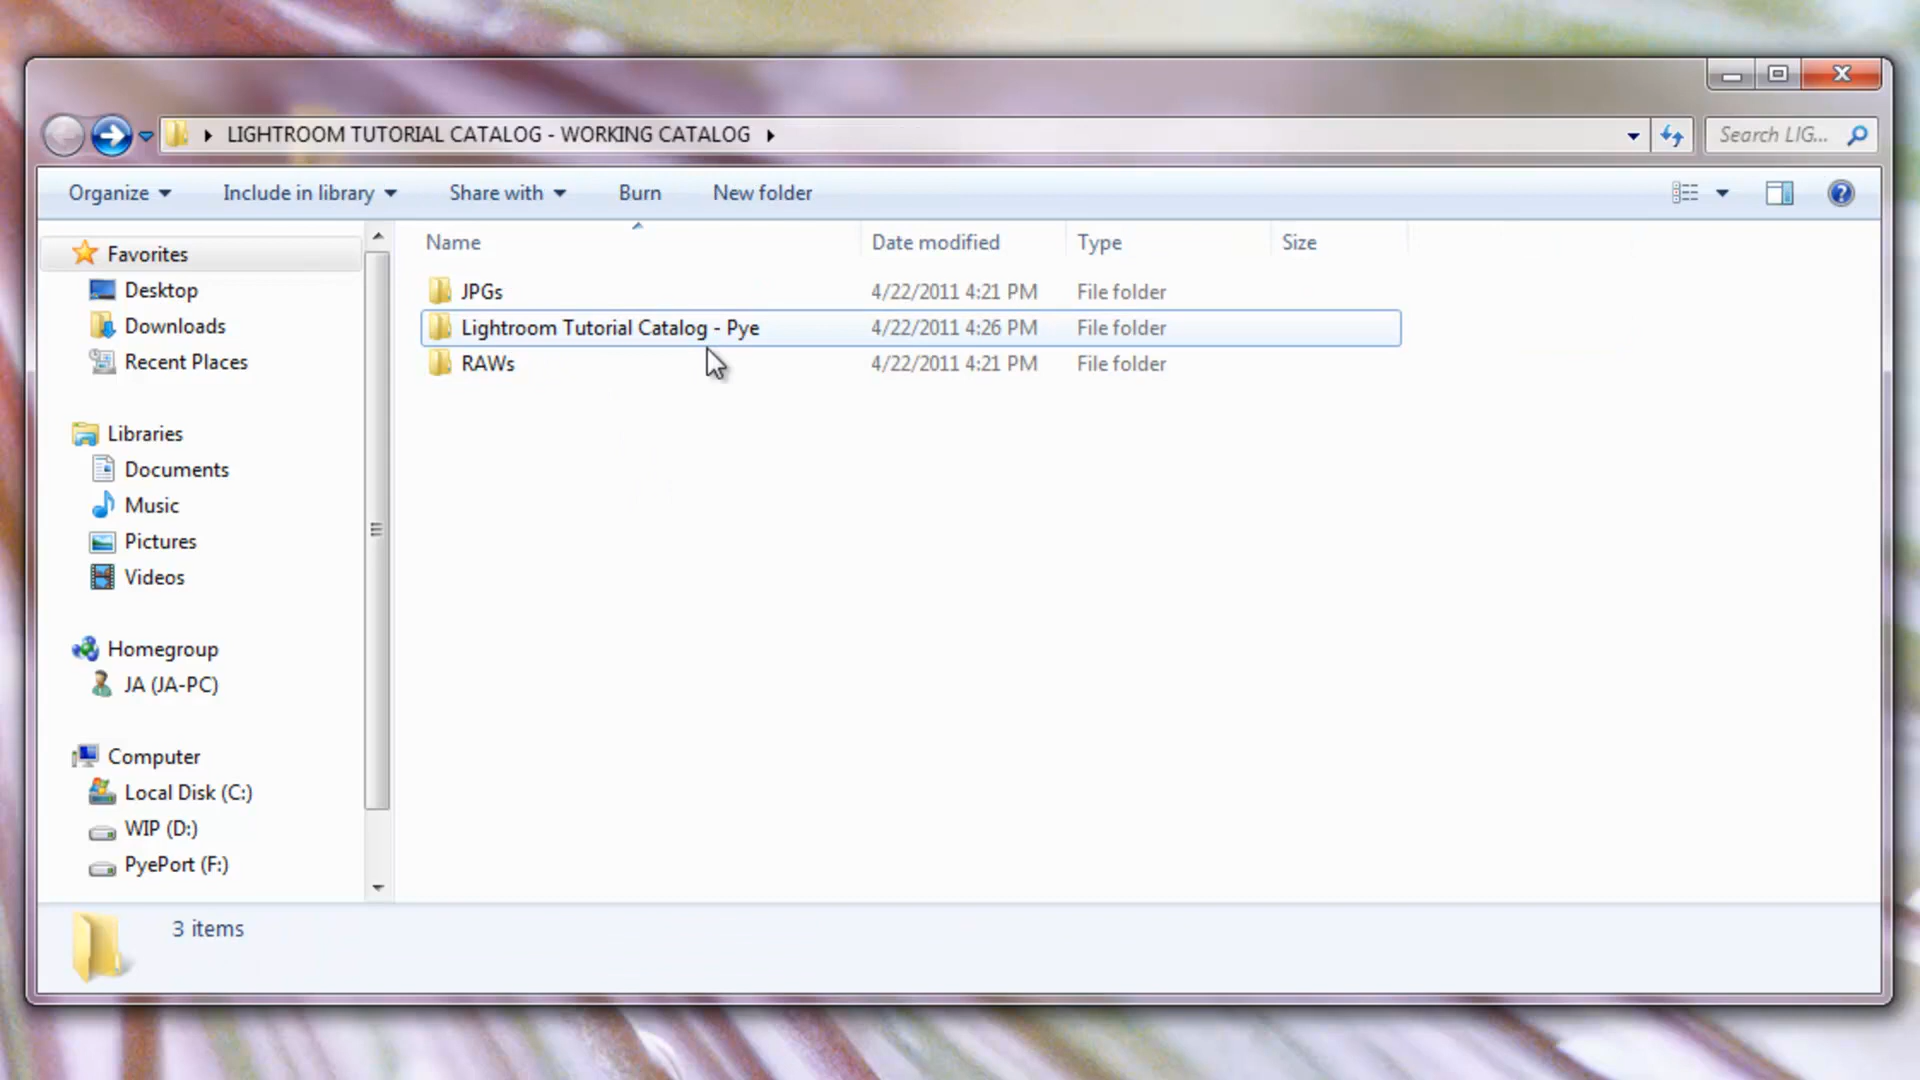 LIGHTROOM TUTORIAL CATALOG - WORKING CATALOG
Search LIG...
Organize
Include in library
Share with
Burn
New folder
Name
Date modified
Type
Size
Favorites
Desktop
Downloads
Recent Places
Libraries
Documents
Music
Pictures
Videos
Homegroup
JA (JA-PC)
Computer
Local Disk (C:)
WIP (D:)
PyePort (F:)
JPGs 4/22/2011 4:21 PM File folder
Lightroom Tutorial Catalog - Pye 4/22/2011 4:26 PM File folder
RAWs 4/22/2011 4:21 PM File folder
3 items